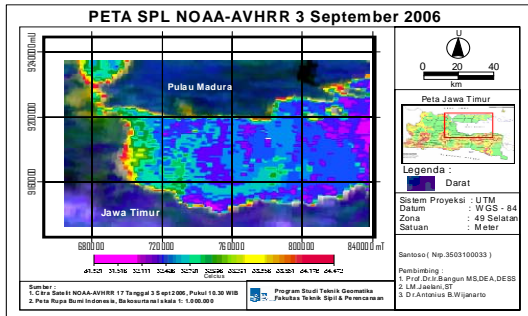 PETA SPL NOAA-AVHRR 3 September 2006
U
0 20 40
km
Peta Jawa Timur
Legenda :
Darat
Sistem Proyeksi : UTM
Datum : WGS - 84
Zona : 49 Selatan
Satuan : Meter
Santoso ( Nrp.3503100033 )
Pembimbing :
1. Prof.Dr.Ir.Bangun MS,DEA,DESS
2. LM.Jaelani,ST
3. Dr.Antonius B.Wijanarto
9240000 mU
9200000
9160000
Pulau Madura
Jawa Timur
680000 720000 760000 800000 840000 mT
Celcius
Sumber :
1. Citra Satelit NOAA-AVHRR 17 Tanggal 3 Sept 2006, Pukul 10.30 WIB
2. Peta Rupa Bumi Indonesia, Bakosurtanal skala 1: 1.000.000
Program Studi Teknik Geomatika
Fakultas Teknik Sipil & Perencanaan